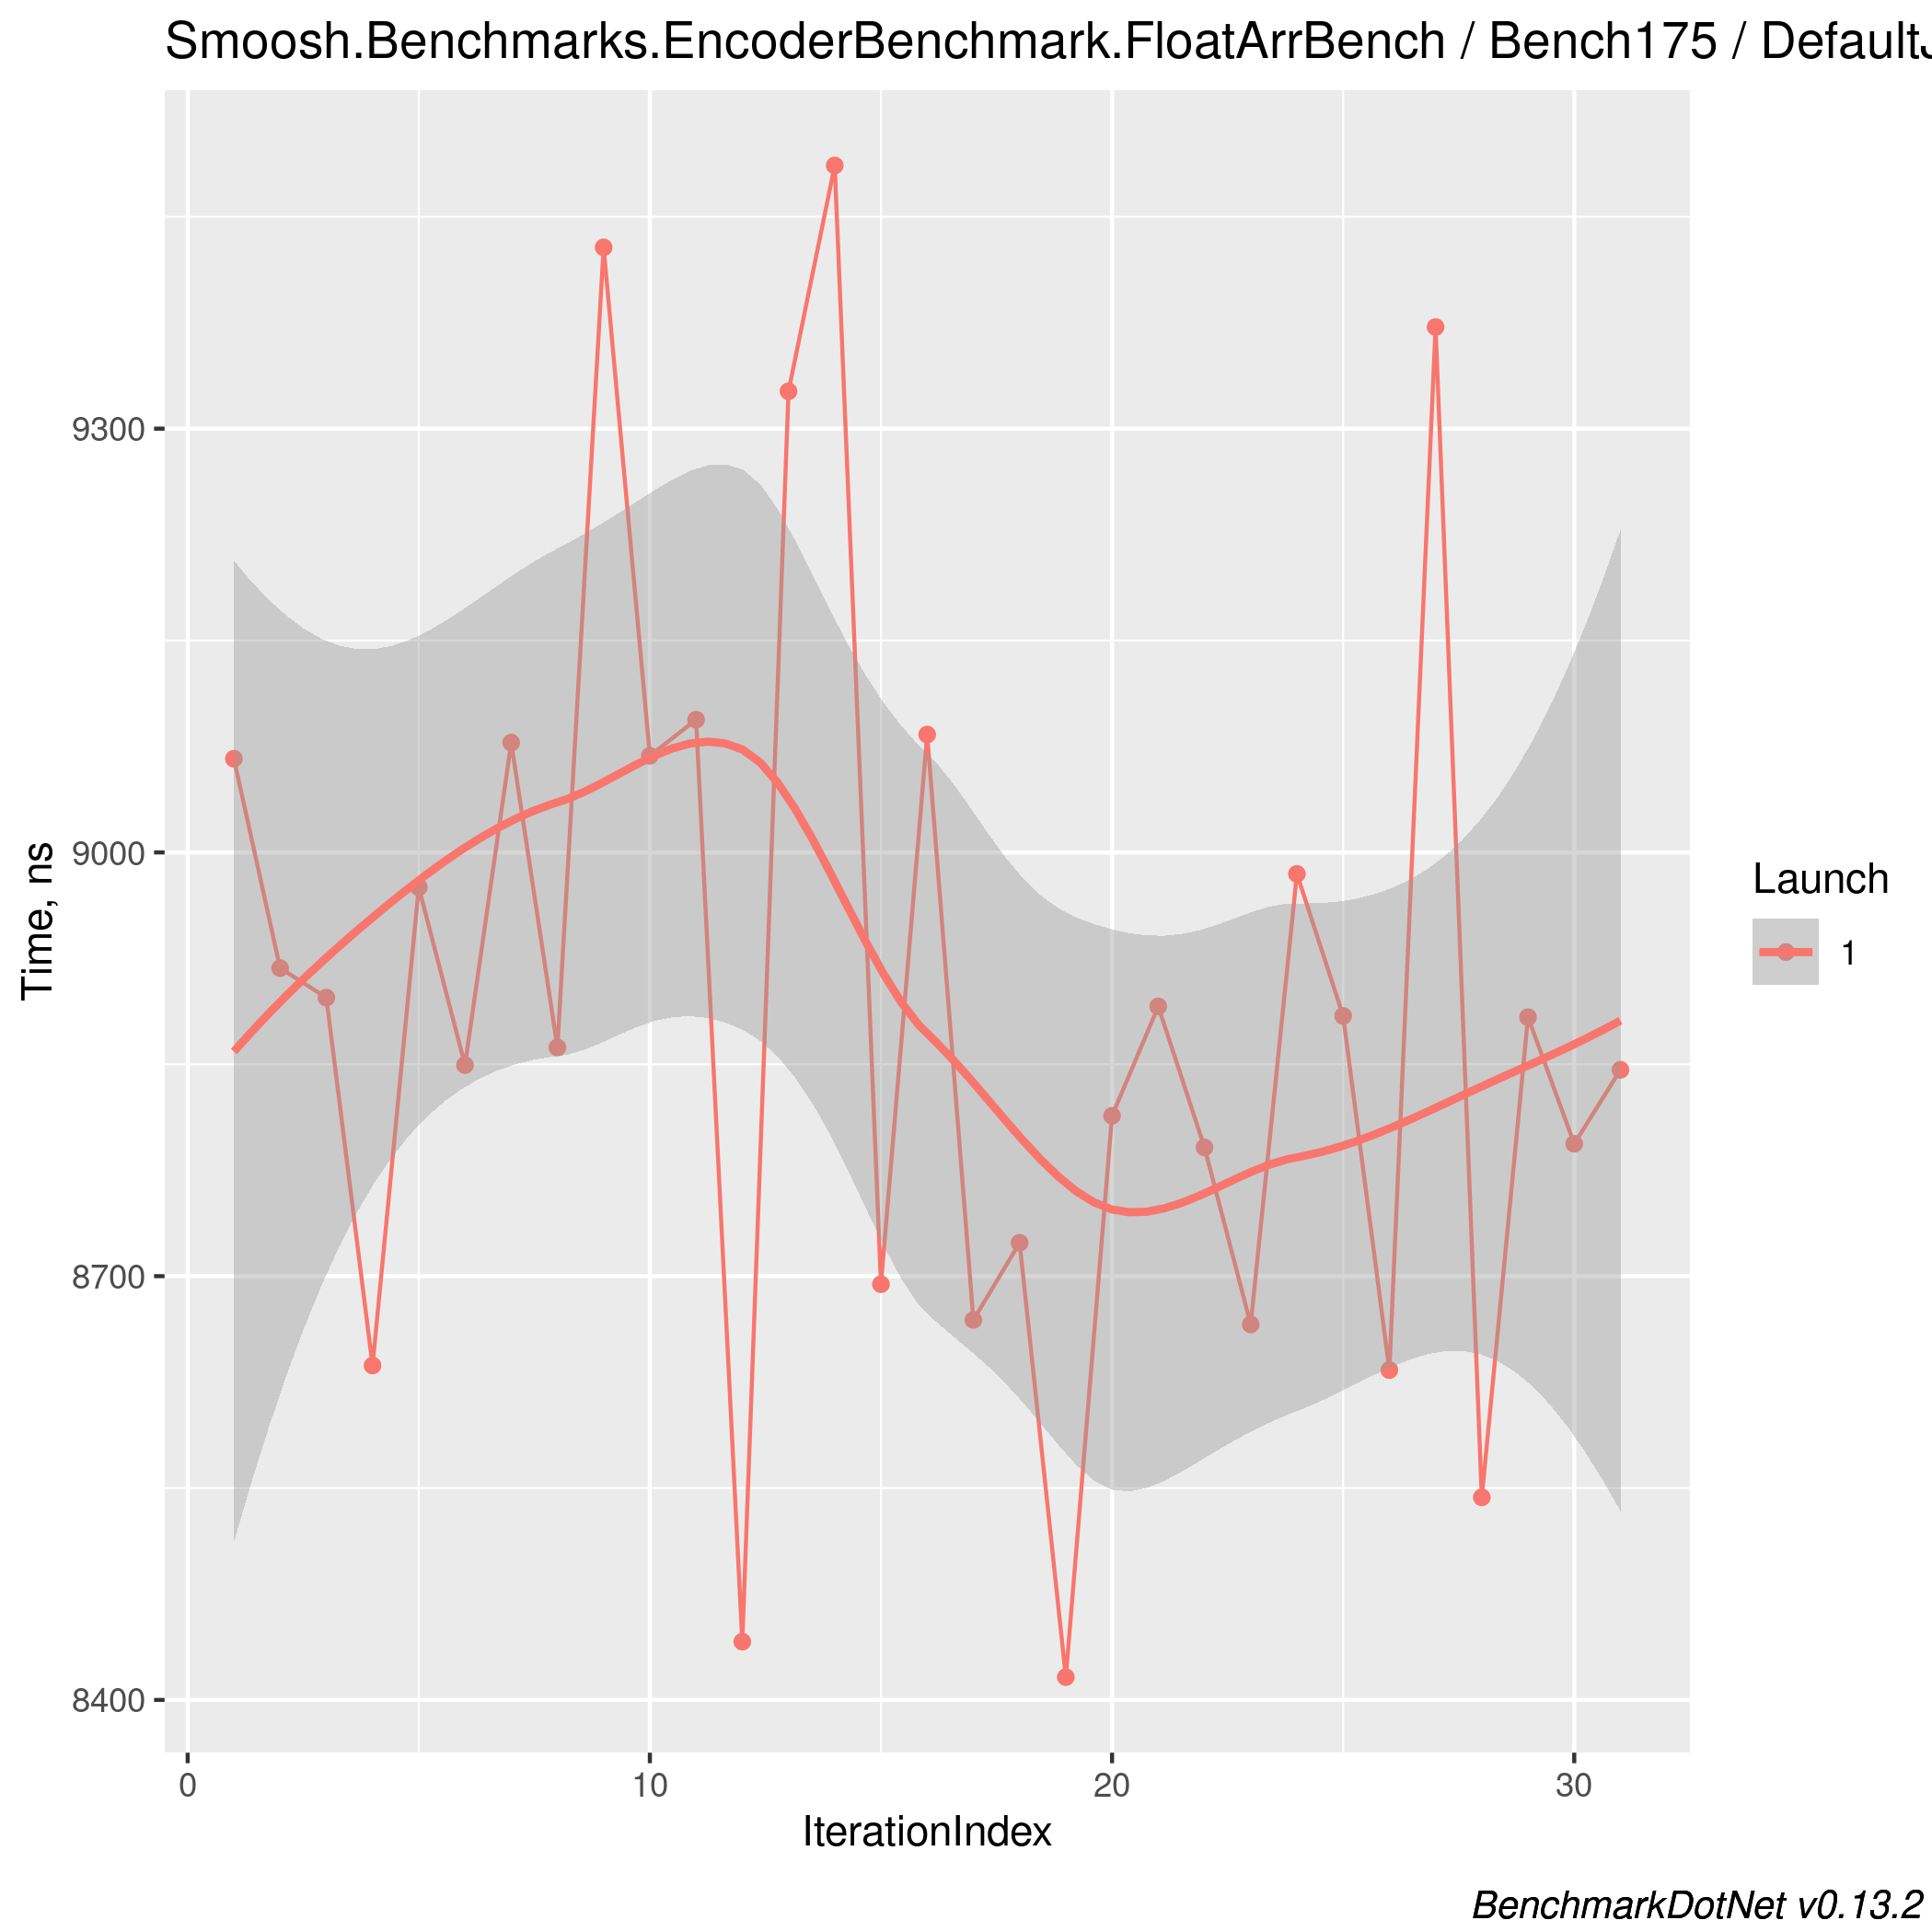 Smoosh.Benchmarks.EncoderBenchmark.FloatArrBench / Bench175 / Default
9300
9000
8700
8400
Time, ns
0 10 20 30
IterationIndex
Launch
1
BenchmarkDotNet v0.13.2